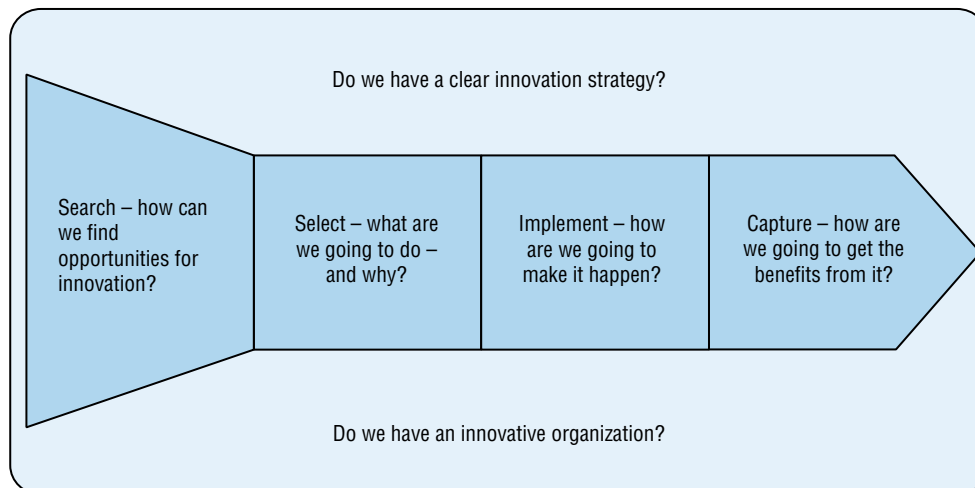 Do we have a clear innovation strategy?
Search – how can
we find
opportunities for
innovation?
Select – what are
we going to do –
and why?
Implement – how
are we going to
make it happen?
Capture – how are
we going to get the
benefits from it?
Do we have an innovative organization?